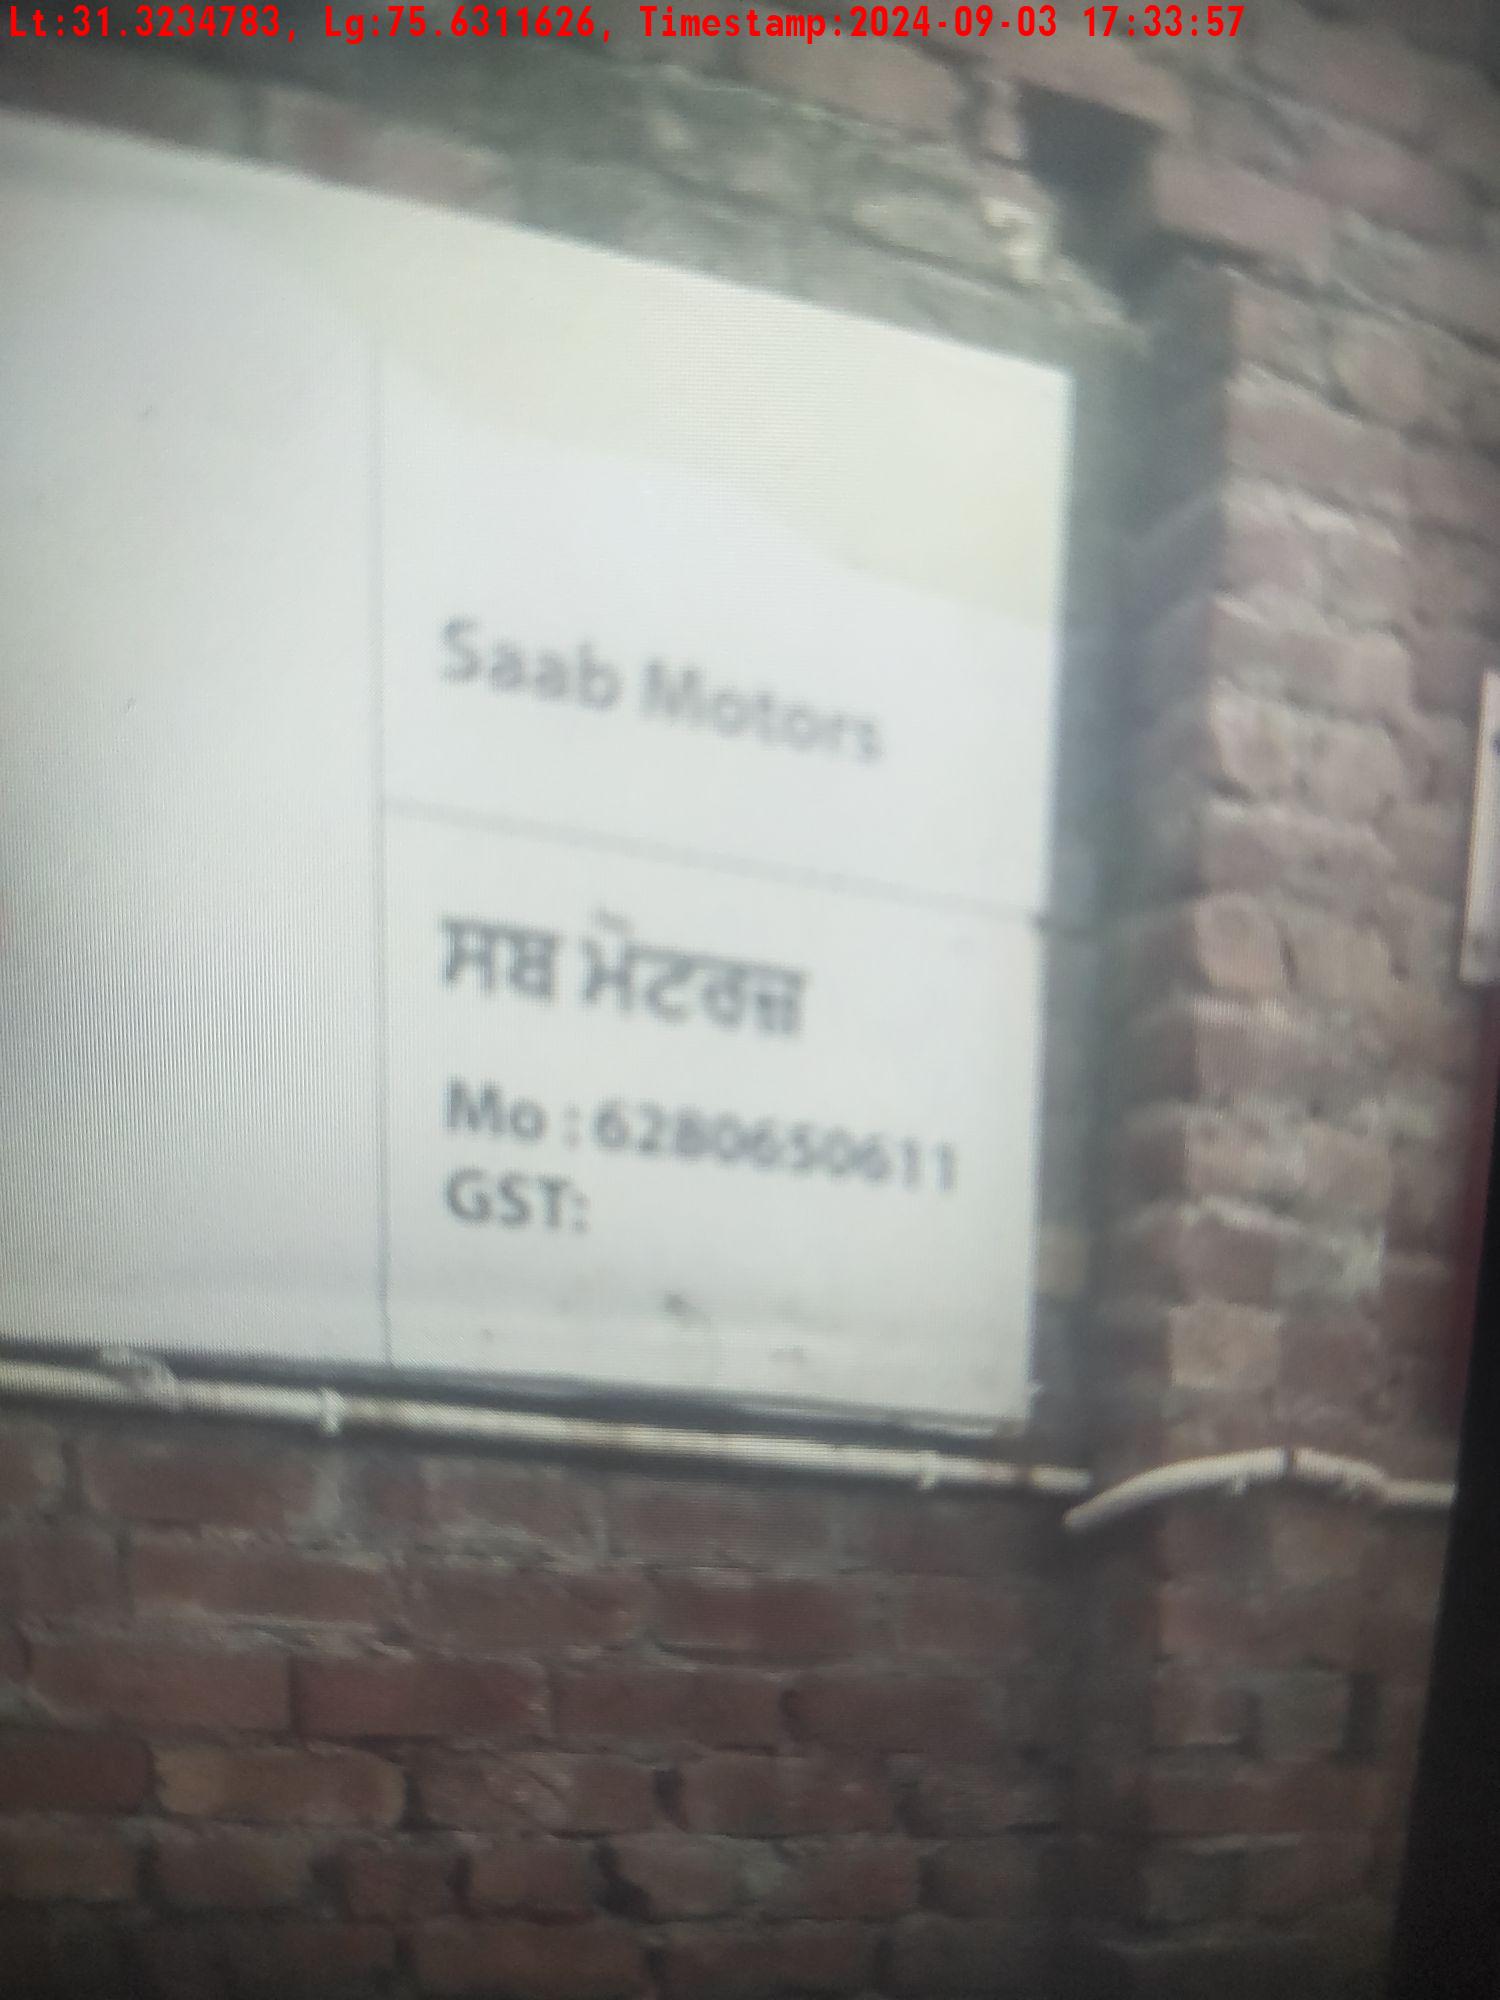 Lt:31.3234783, Lg:75.6311626, Timestamp:2024-09-03 17:33:57
Saab Motors
ਸਬ ਮੋਟਰਜ਼
Mo : 6280650611
GST: